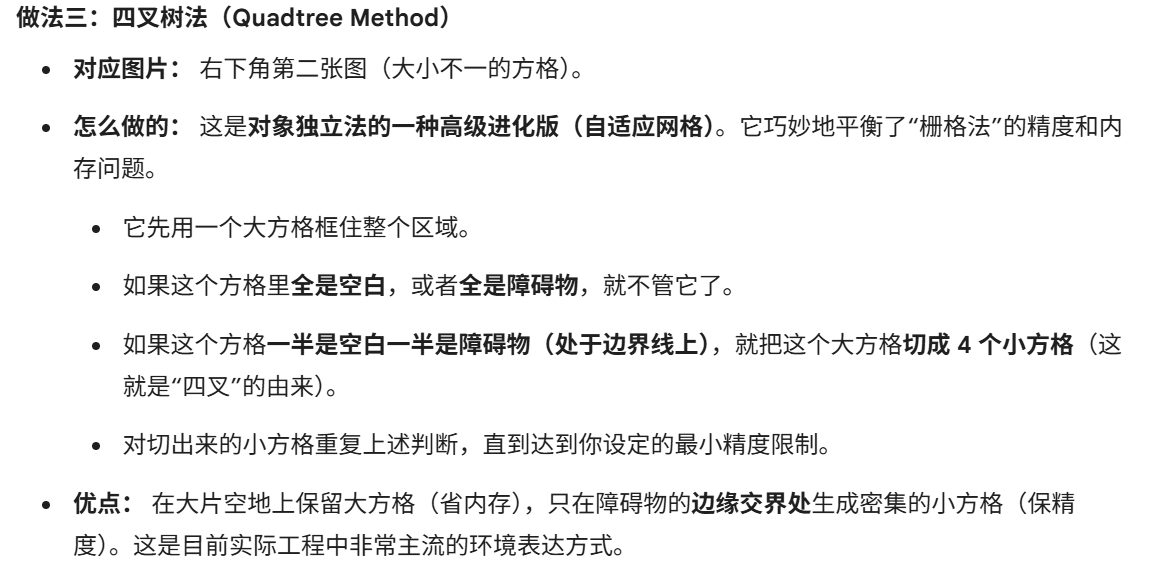 做法三：四叉树法（Quadtree Method）
• 对应图片： 右下角第二张图（大小不一的方格）。
• 怎么做的： 这是对象独立法的一种高级进化版（自适应网格）。它巧妙地平衡了“栅格法”的精度和内
存问题。
• 它先用一个大方格框住整个区域。
• 如果这个方格里全是空白，或者全是障碍物，就不管它了。
• 如果这个方格一半是空白一半是障碍物（处于边界线上），就把这个大方格切成 4 个小方格（这
就是“四叉”的由来）。
• 对切出来的小方格重复上述判断，直到达到你设定的最小精度限制。
• 优点： 在大片空地上保留大方格（省内存），只在障碍物的边缘交界处生成密集的小方格（保精
度）。这是目前实际工程中非常主流的环境表达方式。